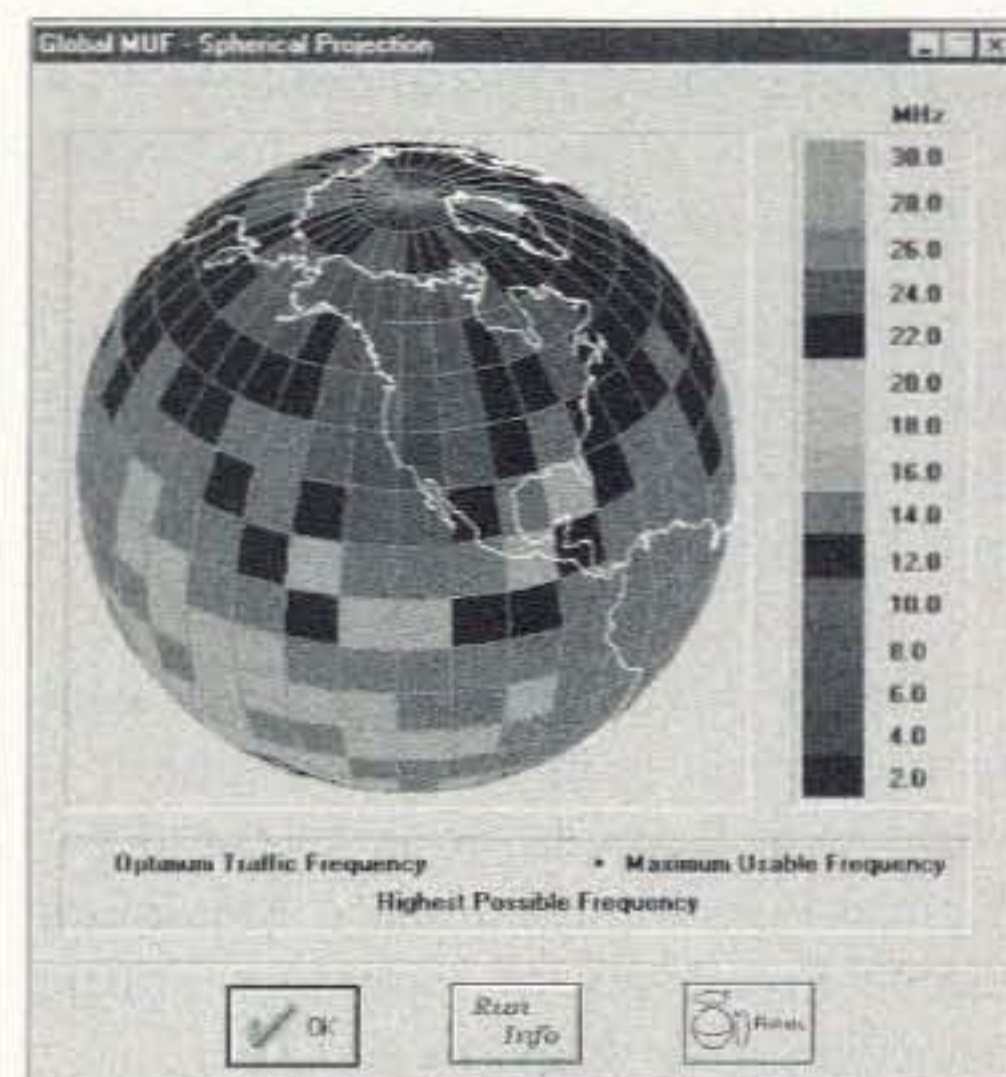 Global MUF - Spherical Projection
MHz
30.0
28.0
26.0
24.0
22.0
20.0
18.0
16.0
14.0
12.0
10.0
8.0
6.0
4.0
2.0
Optimum Traffic Frequency
• Maximum Usable Frequency
Highest Possible Frequency
OK
Run
Info
Rotate